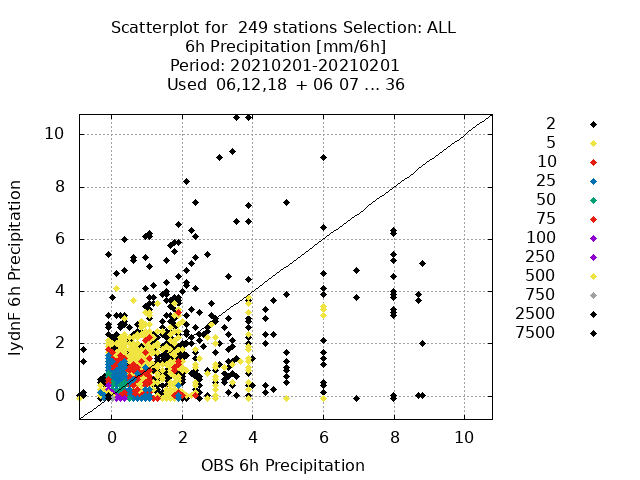 Scatterplot for 249 stations Selection: ALL
6h Precipitation [mm/6h]
Period: 20210201-20210201
Used 06,12,18 + 06 07 ... 36
IydnF 6h Precipitation
10
8
6
4
2
0
0 2 4 6 8 10
OBS 6h Precipitation
2
5
10
25
50
75
100
250
500
750
2500
7500